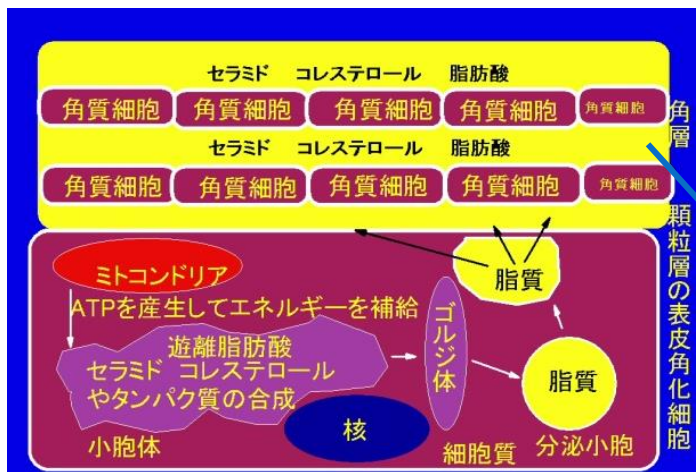 セラミド コレステロール 脂肪酸
角質細胞 角質細胞 角質細胞 角質細胞 角質細胞
セラミド コレステロール 脂肪酸
角質細胞 角質細胞 角質細胞 角質細胞 角質細胞
角層
顆粒層の表皮角化細胞
ミトコンドリア
脂質
ATPを産生してエネルギーを補給
遊離脂肪酸
セラミド コレステロール
やタンパク質の合成
ゴルジ体
脂質
核
小胞体
細胞質
分泌小胞